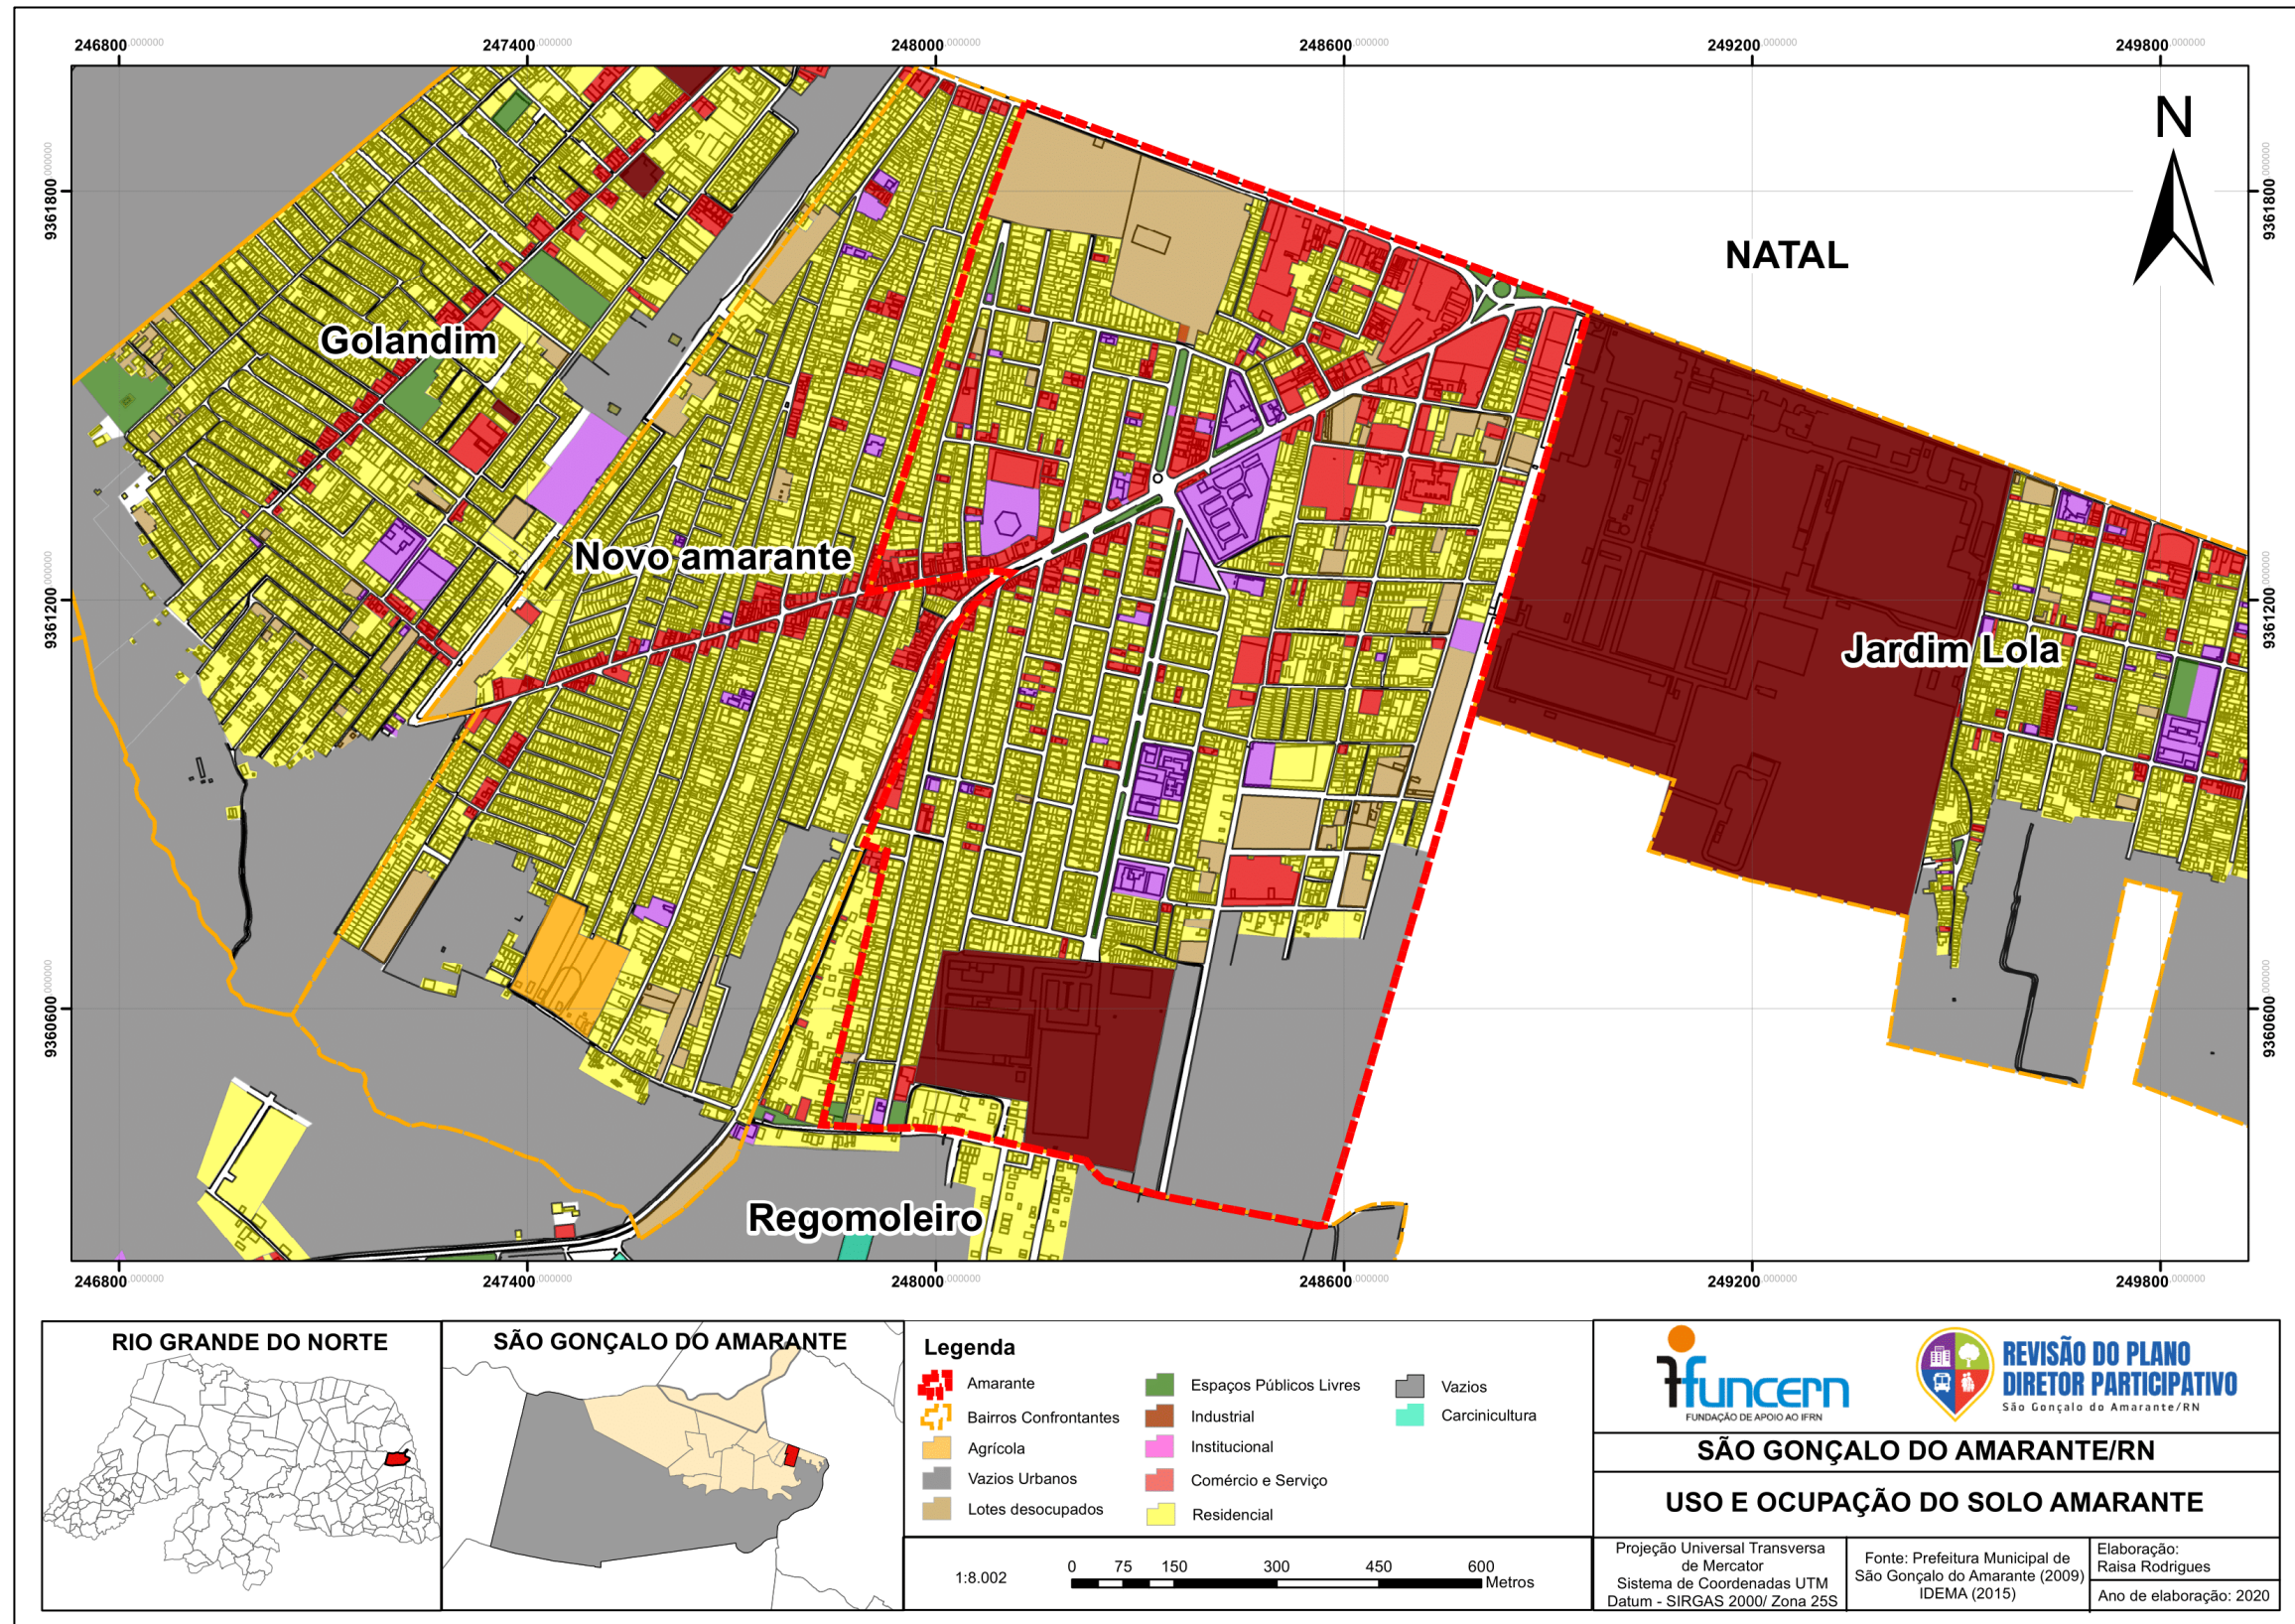 246800,000000 247400,000000 248000,000000 248600,000000 249200,000000 249800,000000
9361800,000000
9361800,000000
N
NATAL
Golandim
Novo amarante
9361200,000000
9361200,000000
Jardim Lola
9360600,000000
9360600,000000
Regomoleiro
246800,000000 247400,000000 248000,000000 248600,000000 249200,000000 249800,000000
RIO GRANDE DO NORTE
SÃO GONÇALO DO AMARANTE
Legenda
Amarante
Bairros Confrontantes
Agrícola
Vazios Urbanos
Lotes desocupados
Espaços Públicos Livres
Industrial
Institucional
Comércio e Serviço
Residencial
Vazios
Carcinicultura
1:8.002
0 75 150 300 450 600
Metros
funcern
FUNDAÇÃO DE APOIO AO IFRN
REVISÃO DO PLANO
DIRETOR PARTICIPATIVO
São Gonçalo do Amarante/RN
SÃO GONÇALO DO AMARANTE/RN
USO E OCUPAÇÃO DO SOLO AMARANTE
Projeção Universal Transversa
de Mercator
Sistema de Coordenadas UTM
Datum - SIRGAS 2000/ Zona 25S
Fonte: Prefeitura Municipal de
São Gonçalo do Amarante (2009)
IDEMA (2015)
Elaboração:
Raisa Rodrigues
Ano de elaboração: 2020